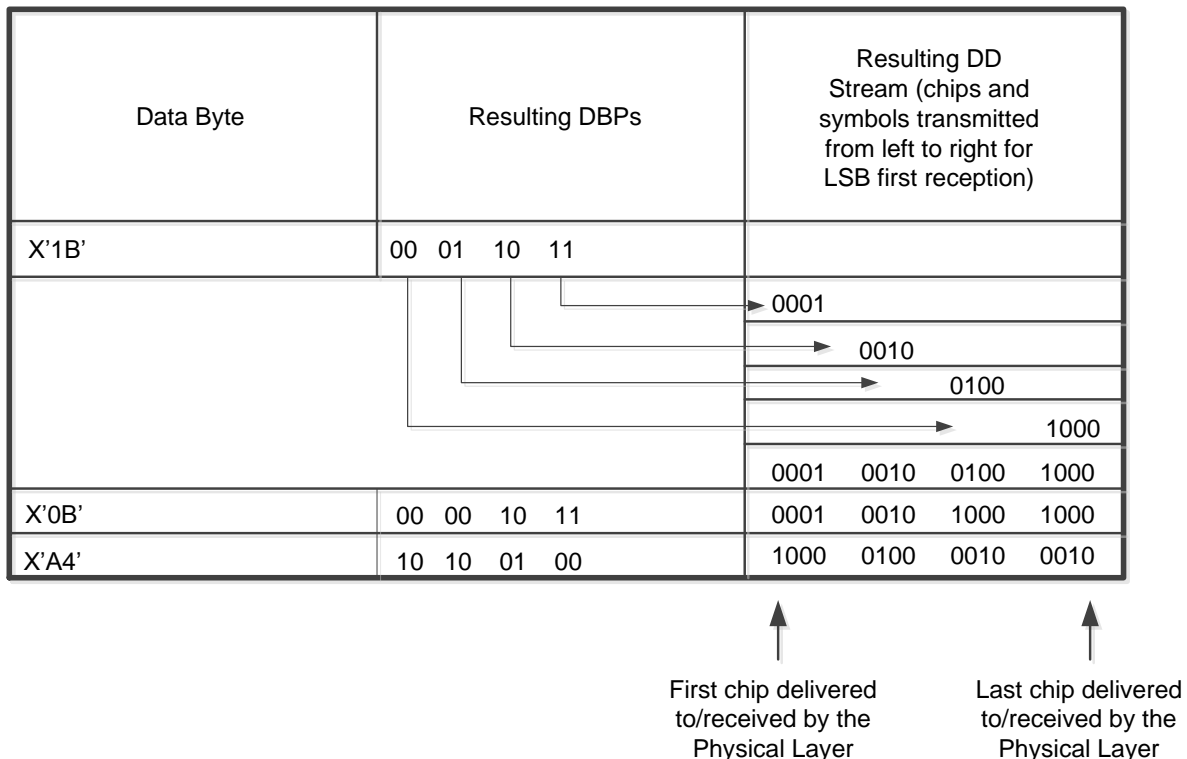 Data Byte
Resulting DBPs
Resulting DD
Stream (chips and
symbols transmitted
from left to right for
LSB first reception)
X’1B’ 00 01 10 11
0001
0010
0100
1000
0001 0010 0100 1000
X’0B’ 00 00 10 11 0001 0010 1000 1000
X’A4’ 10 10 01 00 1000 0100 0010 0010
First chip delivered
to/received by the
Physical Layer
Last chip delivered
to/received by the
Physical Layer